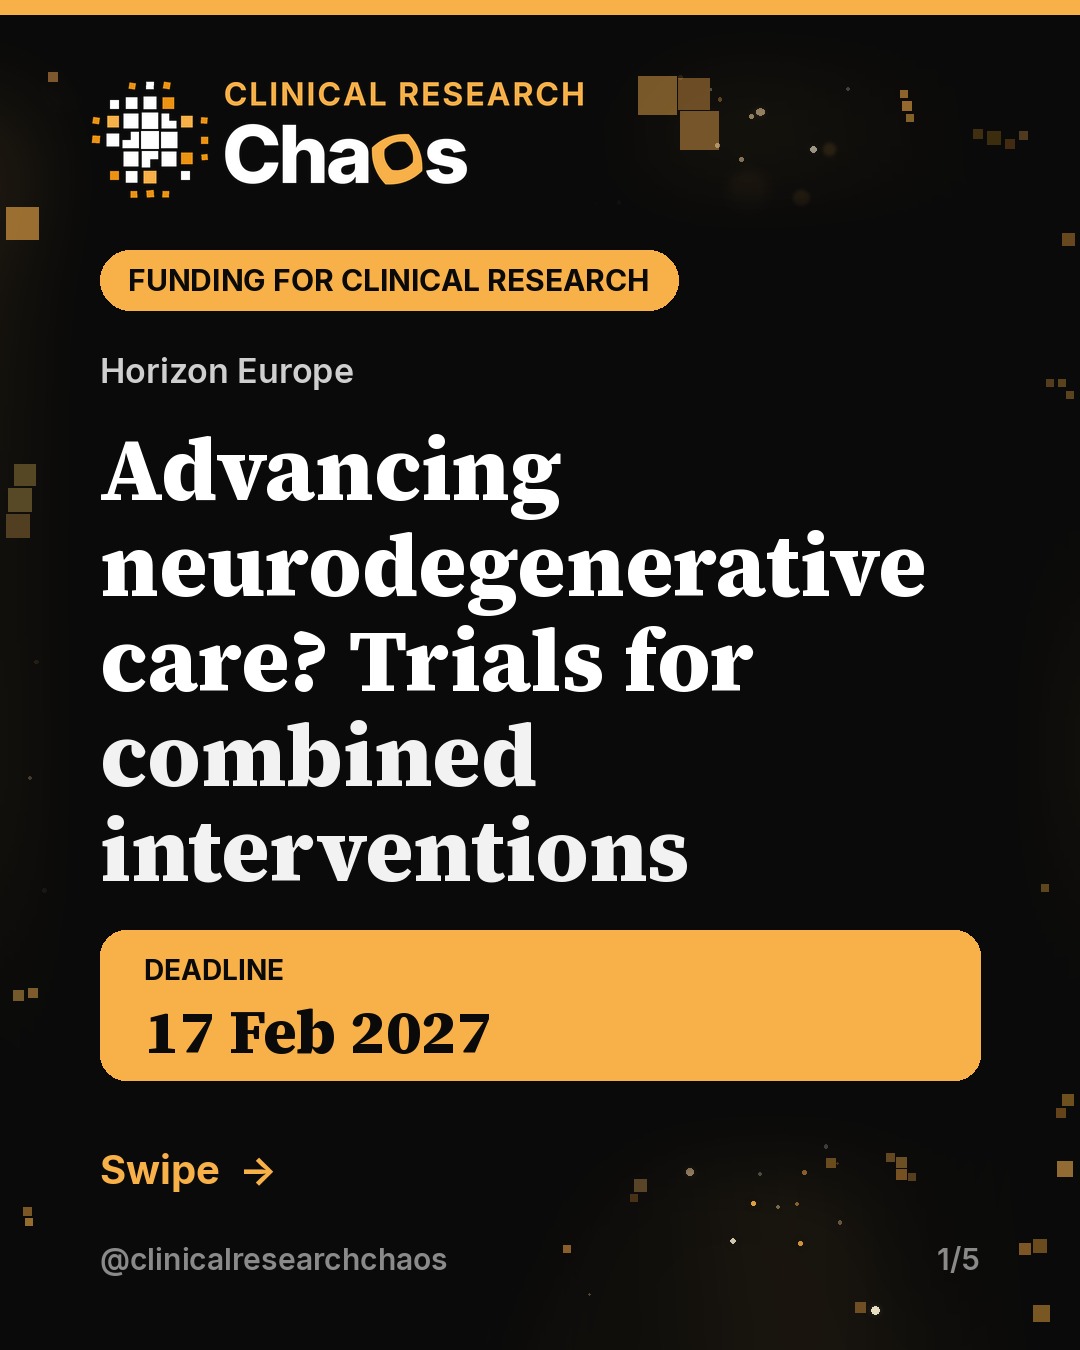 CLINICAL RESEARCH
Chaos
FUNDING FOR CLINICAL RESEARCH
Horizon Europe
Advancing
neurodegenerative
care? Trials for
combined
interventions
DEADLINE
17 Feb 2027
Swipe →
@clinicalresearchchaos
1/5